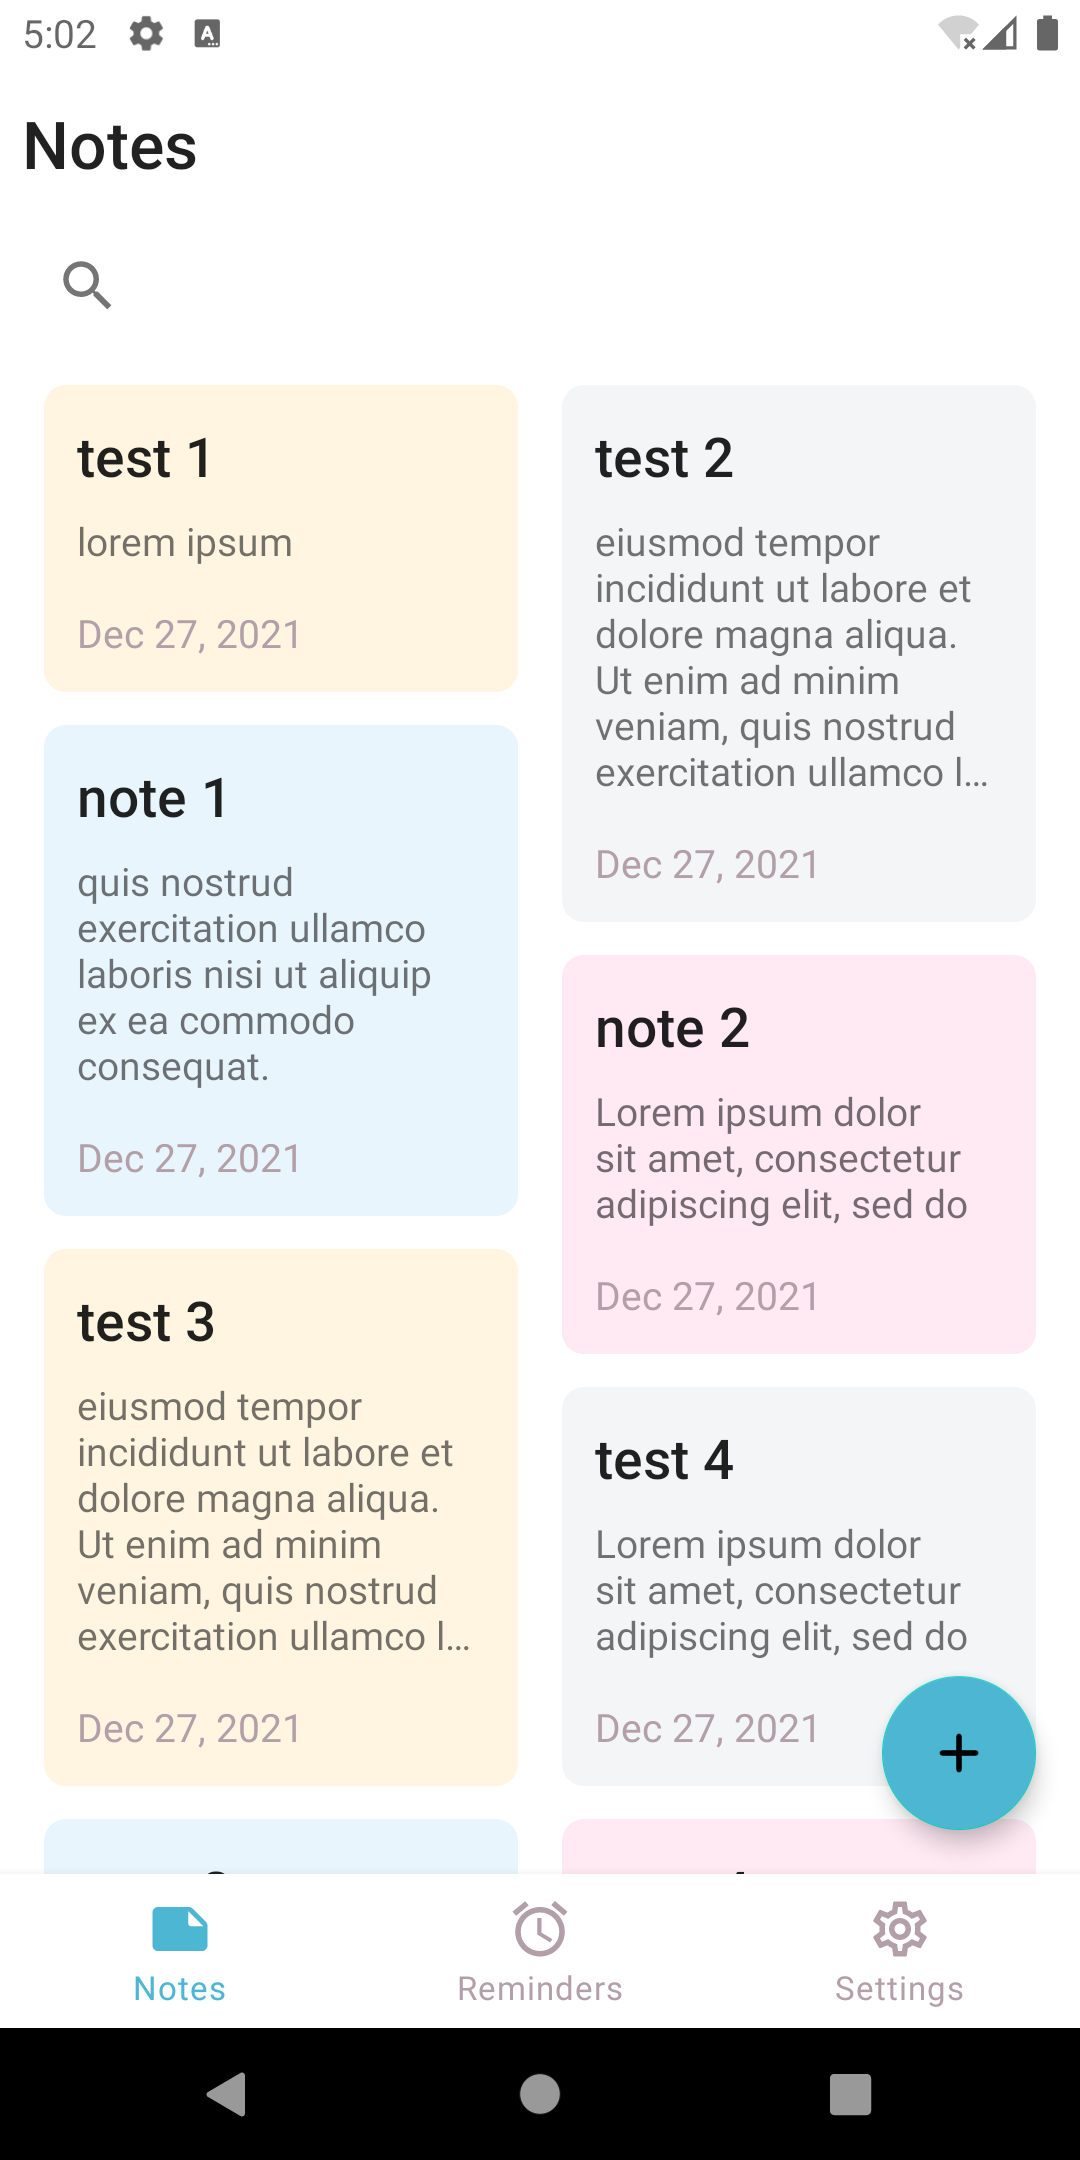 5:02
Notes
test 1
lorem ipsum
Dec 27, 2021
test 2
eiusmod tempor
incididunt ut labore et
dolore magna aliqua.
Ut enim ad minim
veniam, quis nostrud
exercitation ullamco l...
Dec 27, 2021
note 1
quis nostrud
exercitation ullamco
laboris nisi ut aliquip
ex ea commodo
consequat.
Dec 27, 2021
note 2
Lorem ipsum dolor
sit amet, consectetur
adipiscing elit, sed do
Dec 27, 2021
test 3
eiusmod tempor
incididunt ut labore et
dolore magna aliqua.
Ut enim ad minim
veniam, quis nostrud
exercitation ullamco l...
Dec 27, 2021
test 4
Lorem ipsum dolor
sit amet, consectetur
adipiscing elit, sed do
Dec 27, 2021
Notes
Reminders
Settings